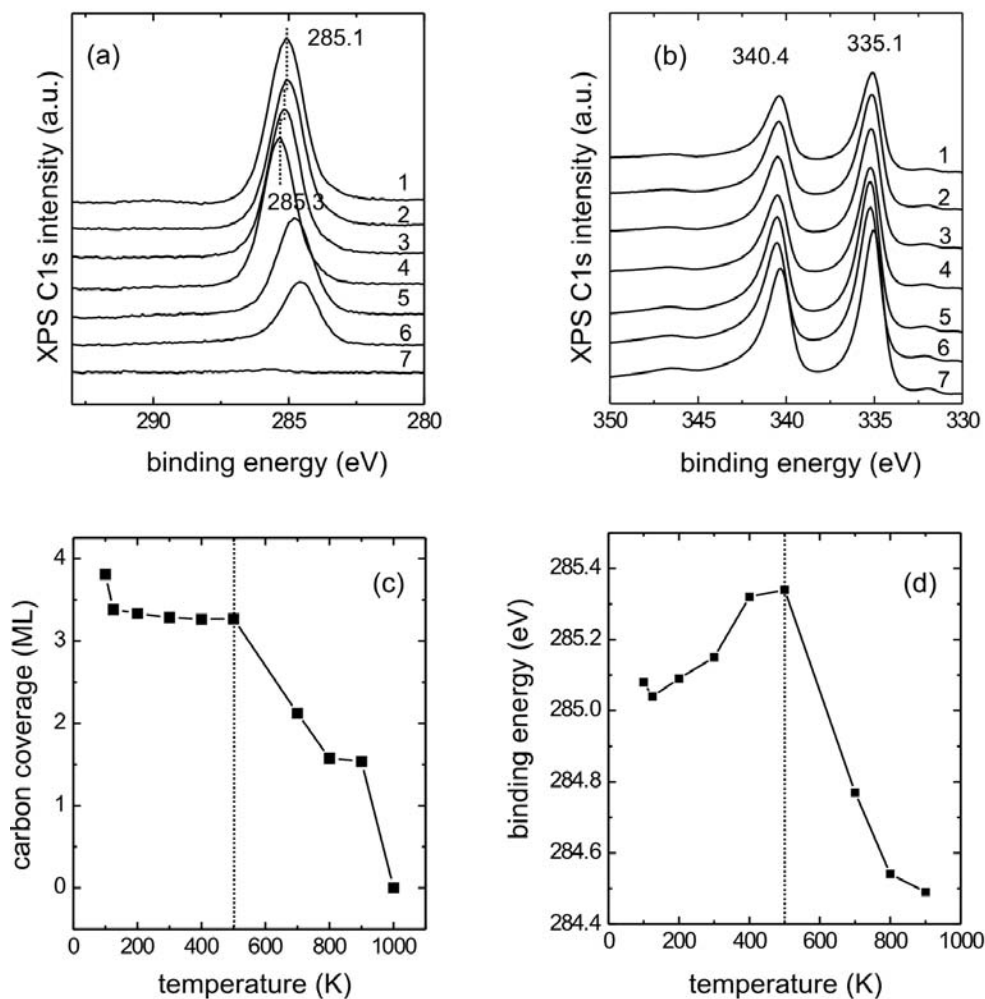 (a)
285.1
285.3
1
2
3
4
5
6
7
XPS C1s intensity (a.u.)
290 285 280
binding energy (eV)
(b)
340.4
335.1
1
2
3
4
5
6
7
XPS C1s intensity (a.u.)
350 345 340 335 330
binding energy (eV)
(c)
4
3
2
1
0
carbon coverage (ML)
0 200 400 600 800 1000
temperature (K)
(d)
285.4
285.2
285.0
284.8
284.6
284.4
binding energy (eV)
0 200 400 600 800 1000
temperature (K)